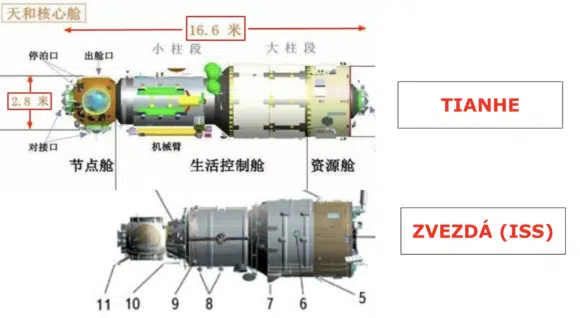 天和核心舱
16.6 米
小 柱 段
大 柱 段
停泊口
出舱口
2.8 米
TIANHE
对接口
机械臂
节点舱
生活控制舱
资源舱
ZVEZDÁ (ISS)
11
10
9
8
7
6
5